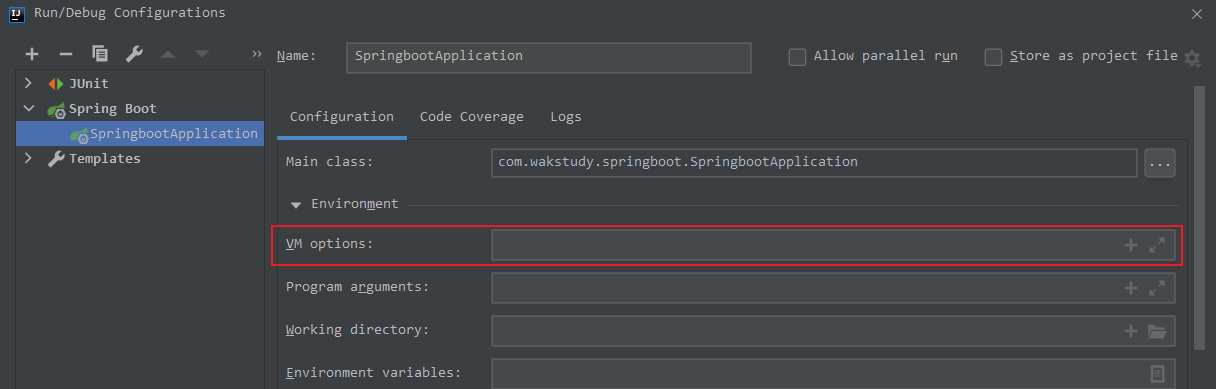 IJ Run/Debug Configurations
Name: SpringbootApplication Allow parallel run Store as project file
JUnit
Spring Boot
SpringbootApplication
Templates
Configuration Code Coverage Logs
Main class: com.wakstudy.springboot.SpringbootApplication ...
Environment
VM options:
Program arguments:
Working directory:
Environment variables: